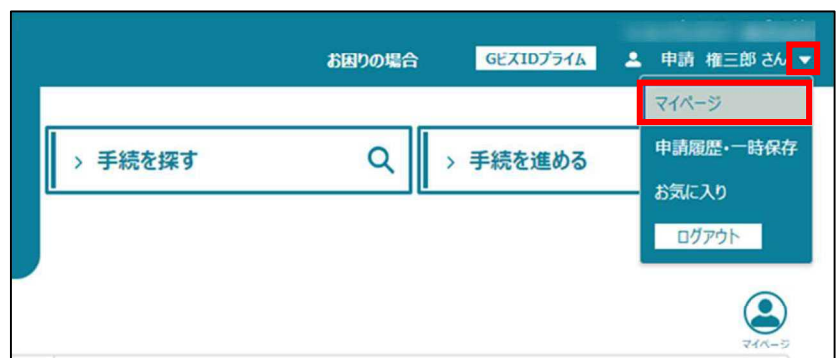 お困りの場合 GビズIDプライム 申請 権三郎 さん
マイページ
申請履歴・一時保存
お気に入り
ログアウト
手続を探す
手続を進める
マイページ